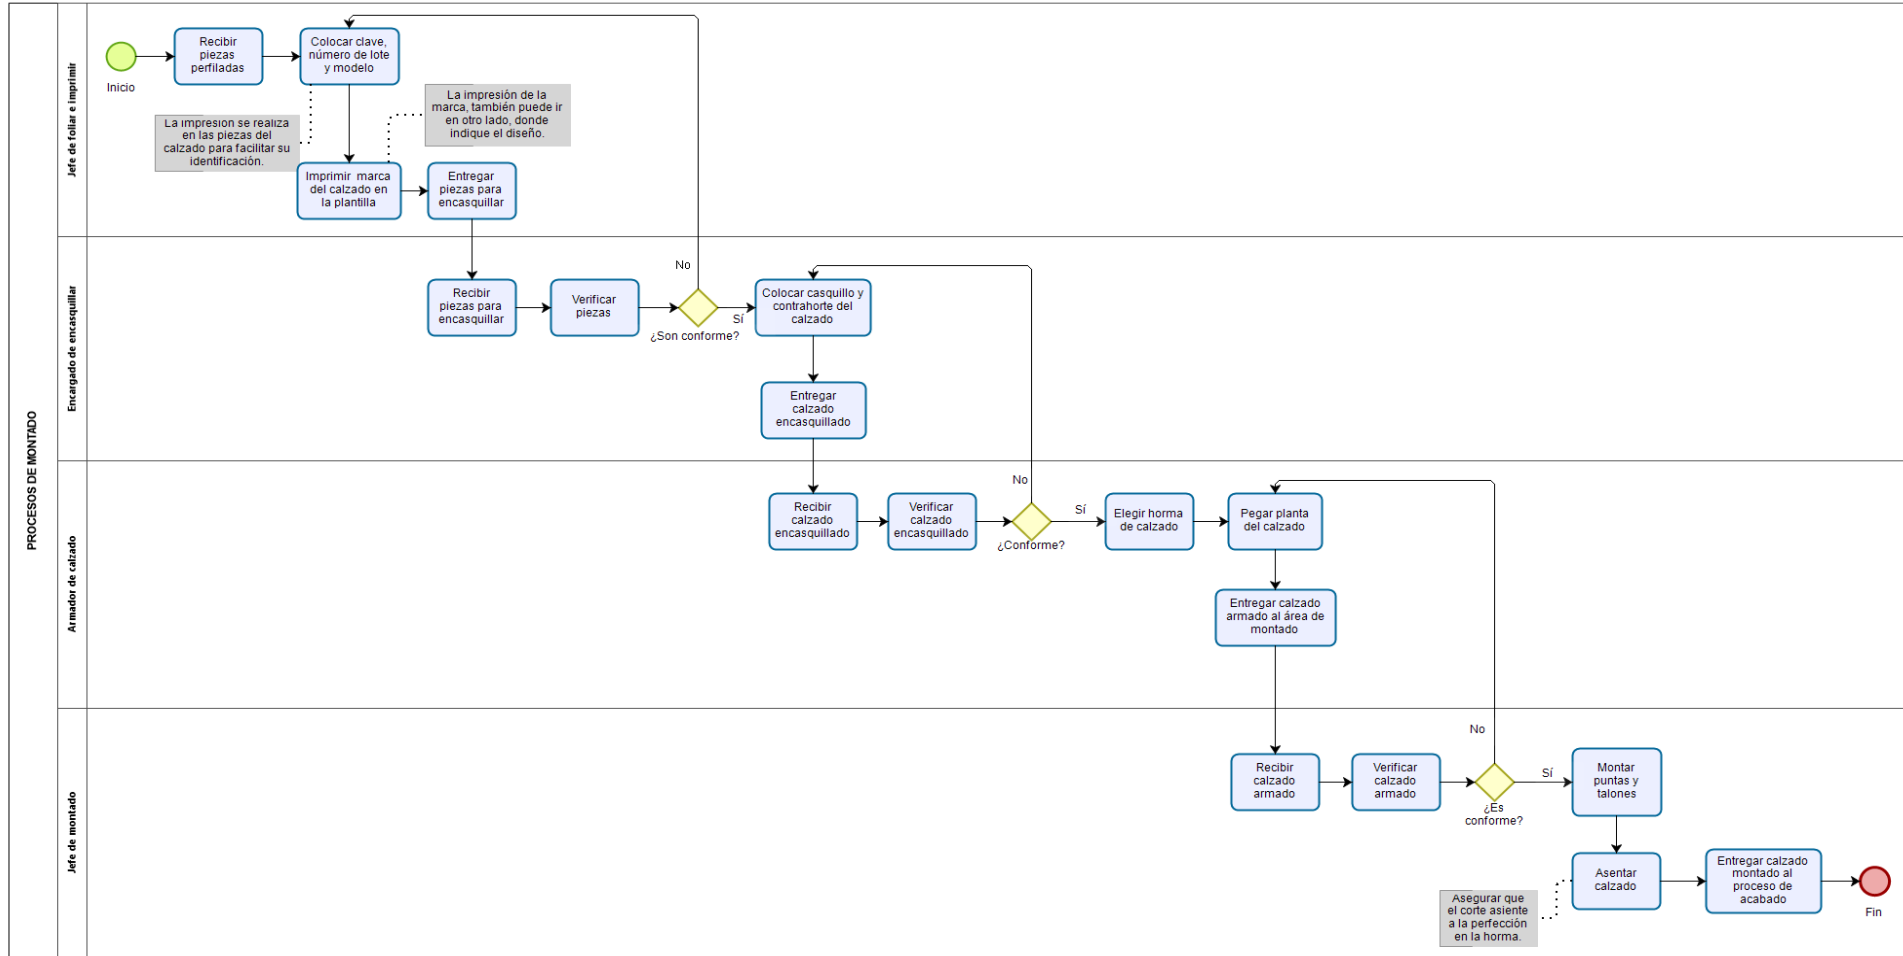 PROCESOS DE MONTADO
Jefe de foliar e imprimir
Inicio
Recibir
piezas
perfiladas
Colocar clave,
número de lote
y modelo
La impresión se realiza
en las piezas del
calzado para facilitar su
identificación.
La impresión de la
marca, también puede ir
en otro lado, donde
indique el diseño.
Imprimir marca
del calzado en
la plantilla
Entregar
piezas para
encasquillar
Encargado de encasquillar
Recibir
piezas para
encasquillar
Verificar
piezas
No
¿Son conforme?
Sí
Colocar casquillo y
contrahorte del
calzado
Entregar
calzado
encasquillado
Armador de calzado
Recibir
calzado
encasquillado
Verificar
calzado
encasquillado
No
¿Conforme?
Sí
Elegir horma
de calzado
Pegar planta
del calzado
Entregar calzado
armado al área de
montado
Jefe de montado
Recibir
calzado
armado
Verificar
calzado
armado
No
¿Es
conforme?
Sí
Montar
puntas y
talones
Asentar
calzado
Asegurar que
el corte asiente
a la perfección
en la horma.
Entregar calzado
montado al
proceso de
acabado
Fin